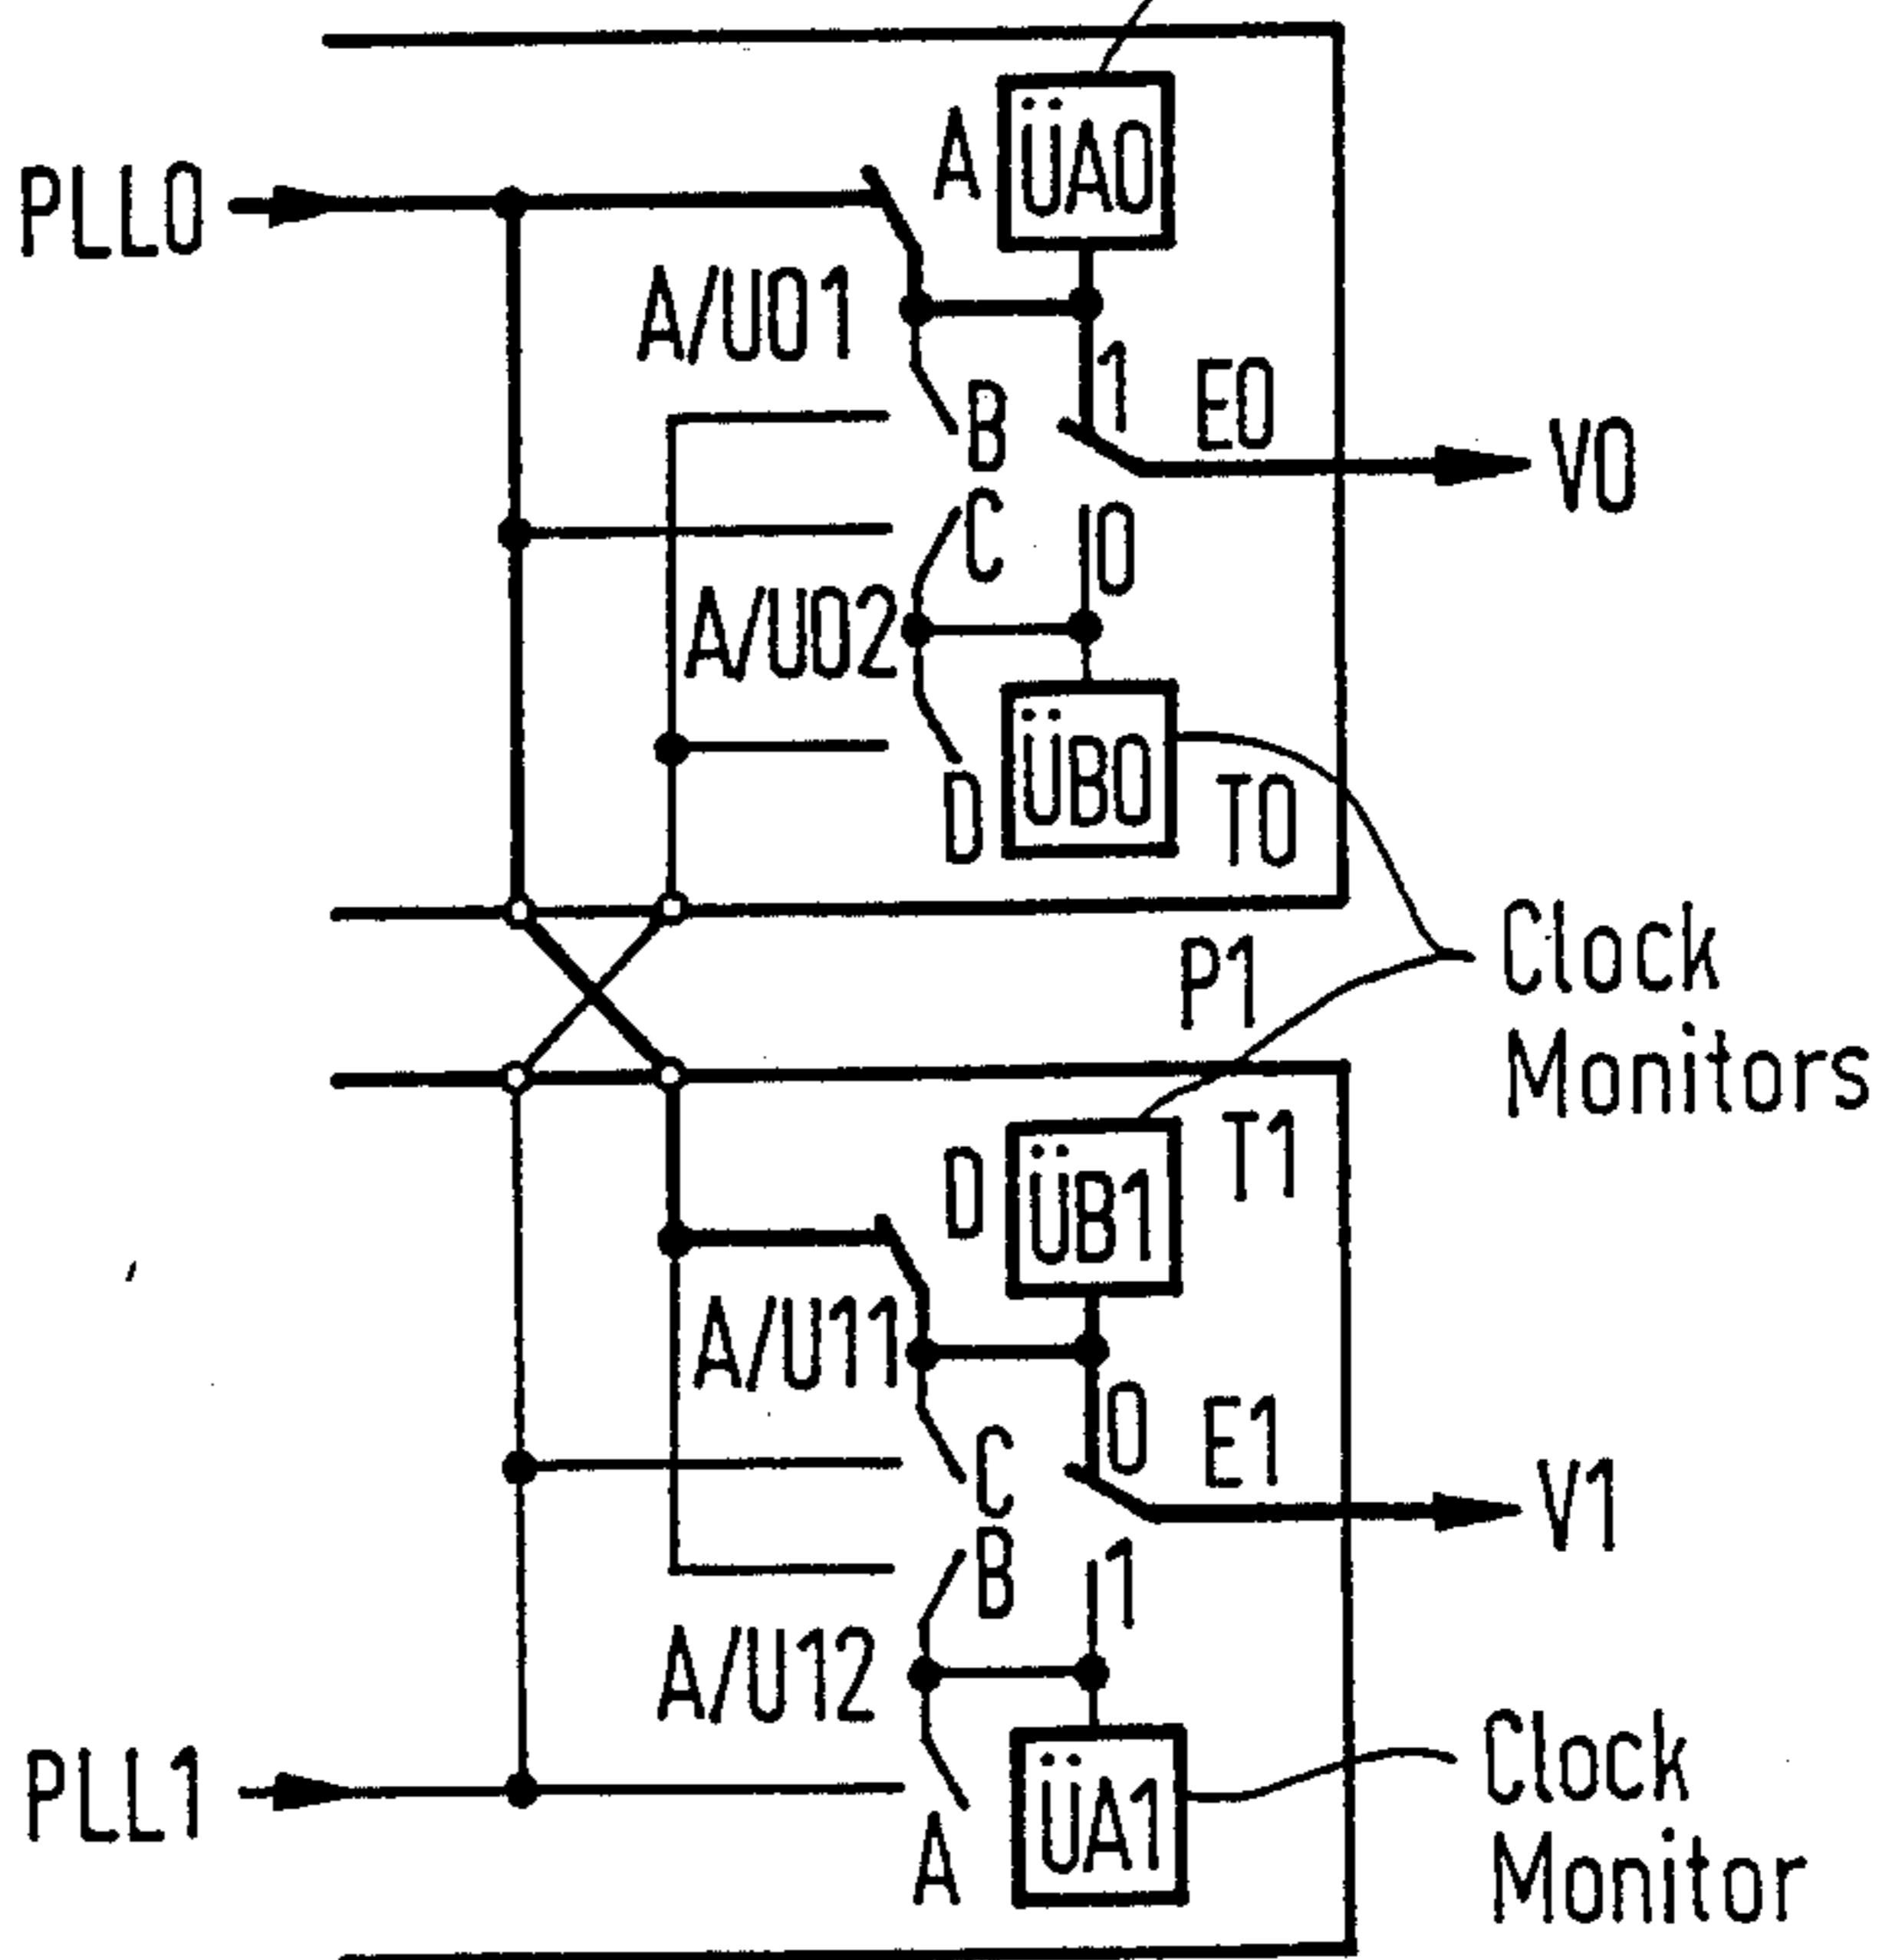 A
ÜA0
PLL0
A/U01
1
E0
B
V0
C
0
A/U02
D
ÜB0
T0
Clock
Monitors
P1
D
ÜB1
T1
A/U11
0
E1
C
V1
B
1
A/U12
PLL1
A
ÜA1
Clock
Monitor